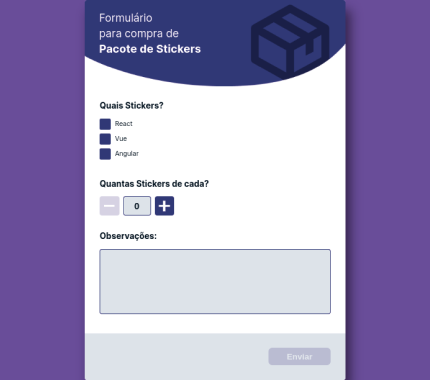 Formulário
para compra de
Pacote de Stickers
Quais Stickers?
React
Vue
Angular
Quantas Stickers de cada?
0
Observações:
Enviar